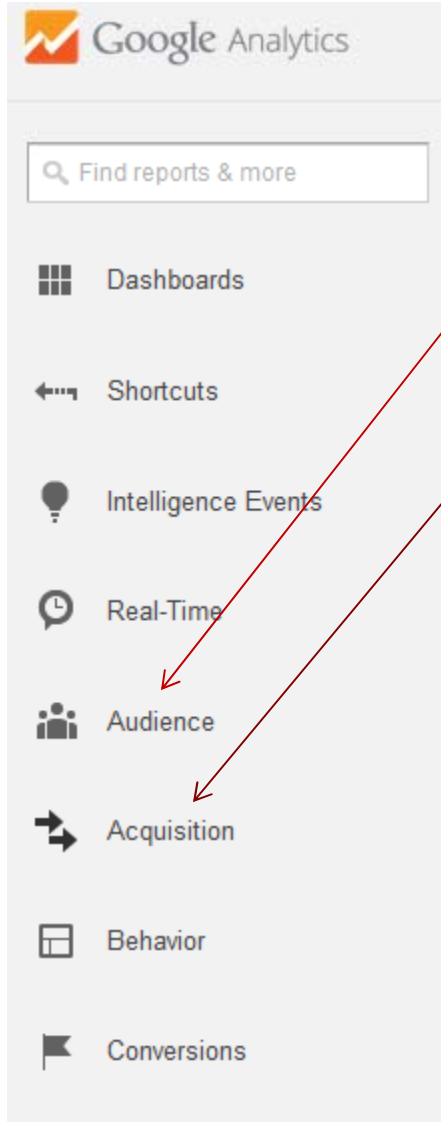 Google Analytics
Find reports & more
Dashboards
Shortcuts
Intelligence Events
Real-Time
Audience
Acquisition
Behavior
Conversions